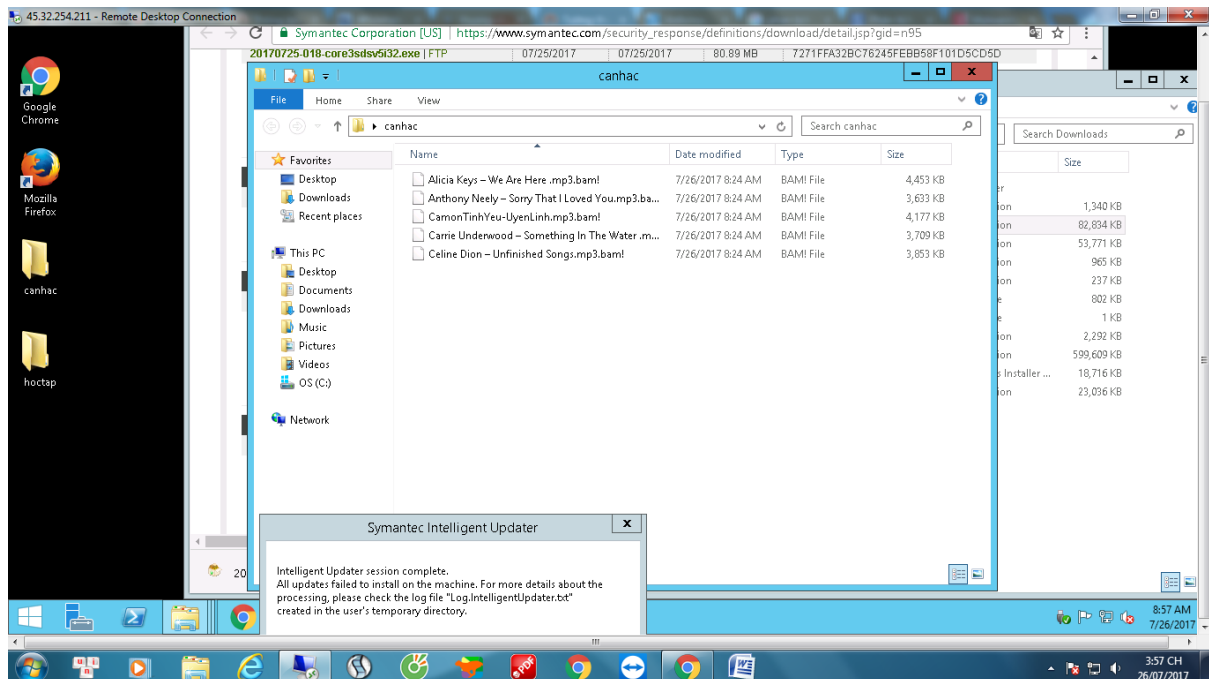 45.32.254.211 - Remote Desktop Connection
Symantec Corporation [US] | https://www.symantec.com/security_response/definitions/download/detail.jsp?gid=n95
20170725-018-core3sdsv5i32.exe | FTP 07/25/2017 07/25/2017 80.89 MB 7271FFA32BC76245FEBB58F101D5CD5D
canhac
File Home Share View
canhac
Search canhac
Search Downloads
Google Chrome
Mozilla Firefox
canhac
hoctap
Favorites
Desktop
Downloads
Recent places
This PC
Desktop
Documents
Downloads
Music
Pictures
Videos
OS (C:)
Network
Name Date modified Type Size
Alicia Keys – We Are Here .mp3.bam! 7/26/2017 8:24 AM BAM! File 4,453 KB
Anthony Neely – Sorry That I Loved You.mp3.ba... 7/26/2017 8:24 AM BAM! File 3,633 KB
CamonTinhYeu-UyenLinh.mp3.bam! 7/26/2017 8:24 AM BAM! File 4,177 KB
Carrie Underwood – Something In The Water .m... 7/26/2017 8:24 AM BAM! File 3,709 KB
Celine Dion – Unfinished Songs.mp3.bam! 7/26/2017 8:24 AM BAM! File 3,853 KB
Size
er
ion 1,340 KB
ion 82,834 KB
ion 53,771 KB
ion 965 KB
ion 237 KB
e 802 KB
e 1 KB
ion 2,292 KB
ion 599,609 KB
s Installer ... 18,716 KB
ion 23,036 KB
Symantec Intelligent Updater
Intelligent Updater session complete.
All updates failed to install on the machine. For more details about the
processing, please check the log file "Log.IntelligentUpdater.txt"
created in the user's temporary directory.
20
8:57 AM
7/26/2017
PDF
3:57 CH
26/07/2017